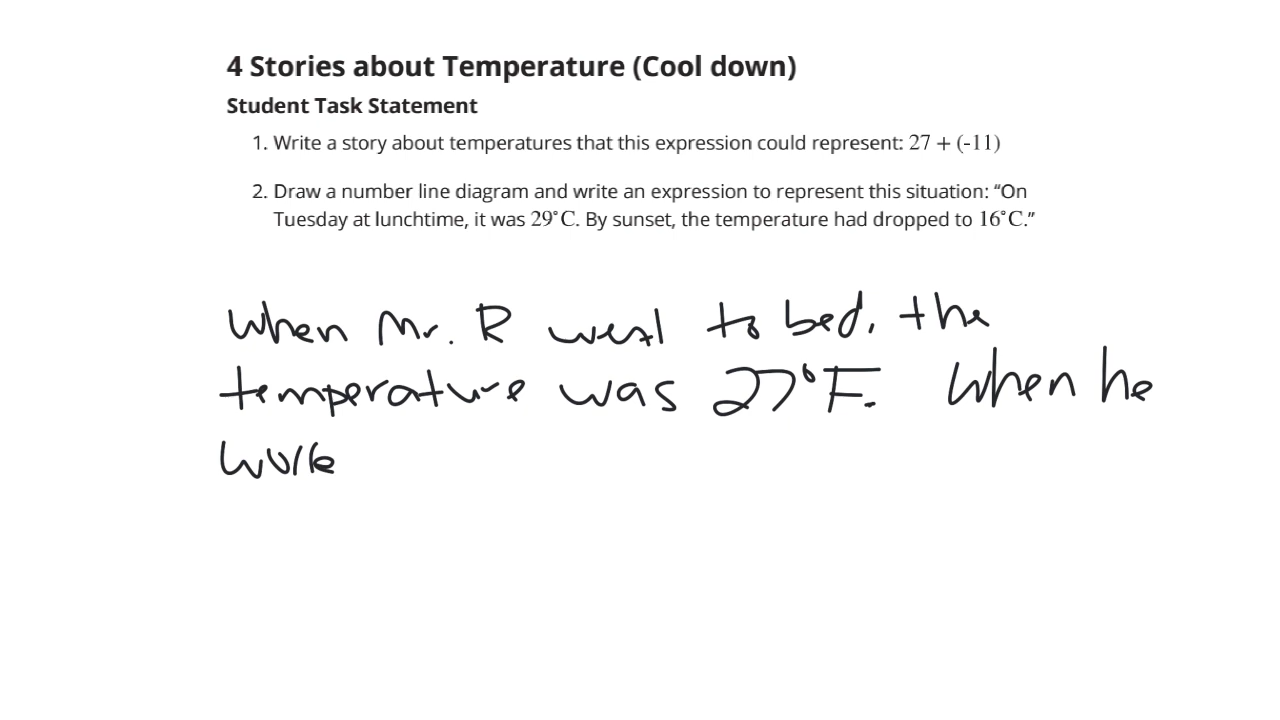 4 Stories about Temperature (Cool down)
Student Task Statement
1. Write a story about temperatures that this expression could represent: 27 + (-11)
2. Draw a number line diagram and write an expression to represent this situation: “On
Tuesday at lunchtime, it was 29°C. By sunset, the temperature had dropped to 16°C.”
When Mr. R went to bed, the
temperature was 27°F. When he
woke